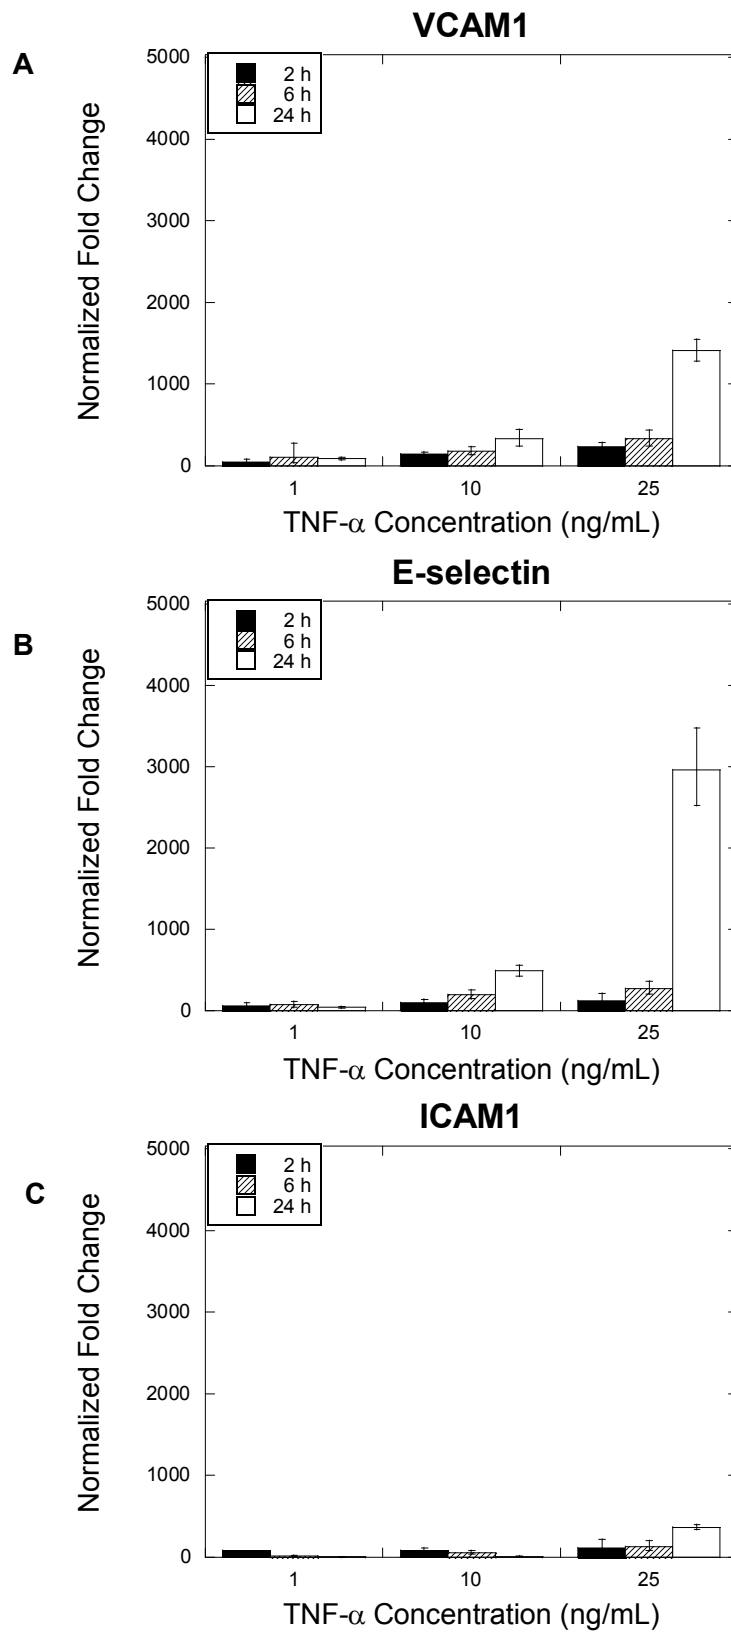 VCAM1
A
5000
4000
3000
2000
1000
0
Normalized Fold Change
2 h
6 h
24 h
1 10 25
TNF-α Concentration (ng/mL)
E-selectin
B
5000
4000
3000
2000
1000
0
Normalized Fold Change
2 h
6 h
24 h
1 10 25
TNF-α Concentration (ng/mL)
ICAM1
C
5000
4000
3000
2000
1000
0
Normalized Fold Change
2 h
6 h
24 h
1 10 25
TNF-α Concentration (ng/mL)